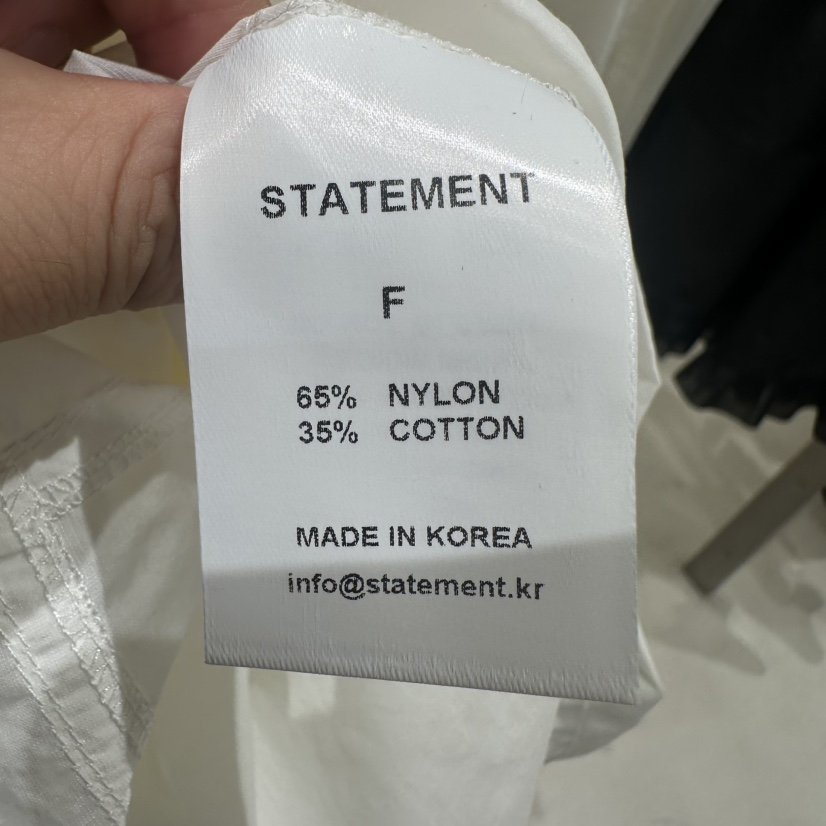 STATEMENT
F
65% NYLON
35% COTTON
MADE IN KOREA
info@statement.kr